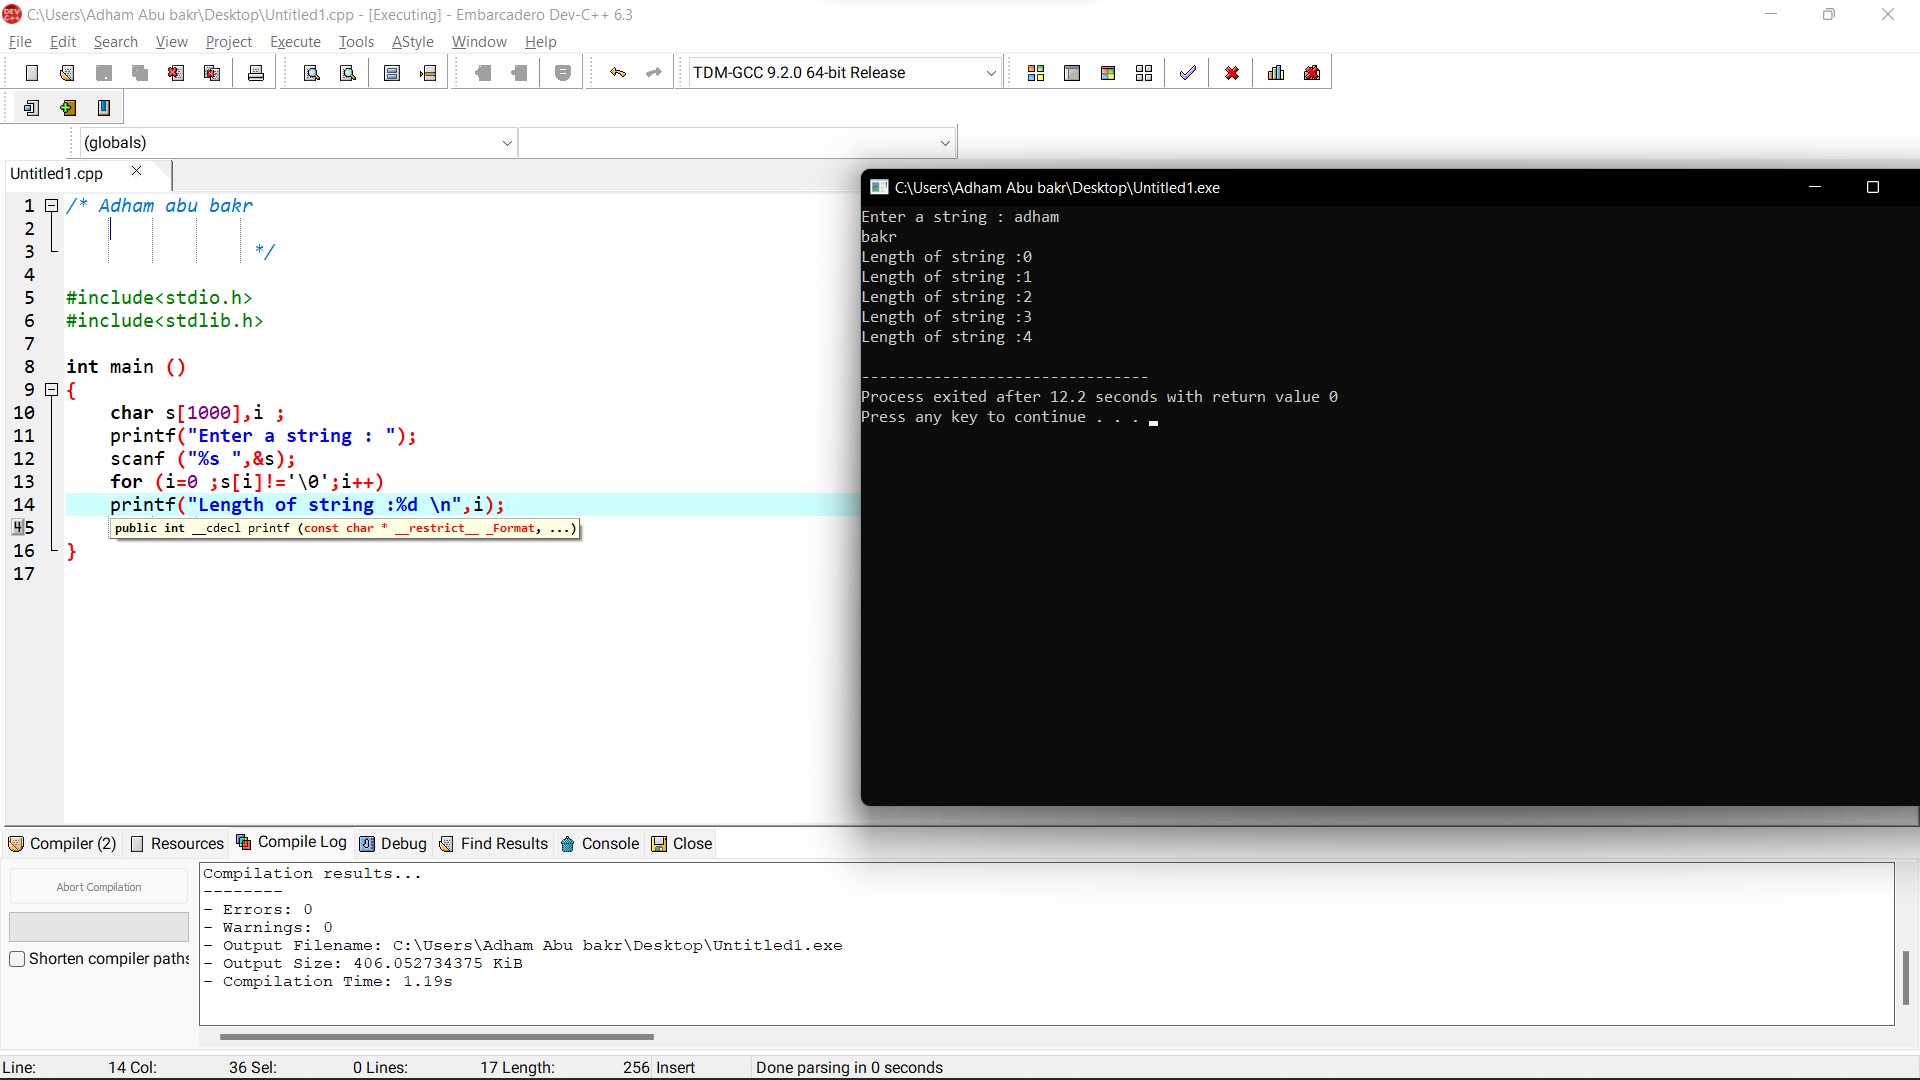 C:\Users\Adham Abu bakr\Desktop\Untitled1.cpp - [Executing] - Embarcadero Dev-C++ 6.3
File Edit Search View Project Execute Tools AStyle Window Help
TDM-GCC 9.2.0 64-bit Release
(globals)
Untitled1.cpp
1 /* Adham abu bakr
2
3 */
4
5 #include<stdio.h>
6 #include<stdlib.h>
7
8 int main ()
9 {
10 char s[1000],i ;
11 printf("Enter a string : ");
12 scanf ("%s ",&s);
13 for (i=0 ;s[i]!='\0';i++)
14 printf("Length of string :%d \n",i);
public int __cdecl printf (const char * __restrict__ _Format, ...)
16 }
17
C:\Users\Adham Abu bakr\Desktop\Untitled1.exe
Enter a string : adham
bakr
Length of string :0
Length of string :1
Length of string :2
Length of string :3
Length of string :4
--------------------------------
Process exited after 12.2 seconds with return value 0
Press any key to continue . . .
Compiler (2) Resources Compile Log Debug Find Results Console Close
Abort Compilation
Shorten compiler paths
Compilation results...
--------
- Errors: 0
- Warnings: 0
- Output Filename: C:\Users\Adham Abu bakr\Desktop\Untitled1.exe
- Output Size: 406.052734375 KiB
- Compilation Time: 1.19s
Line: 14 Col: 36 Sel: 0 Lines: 17 Length: 256 Insert Done parsing in 0 seconds